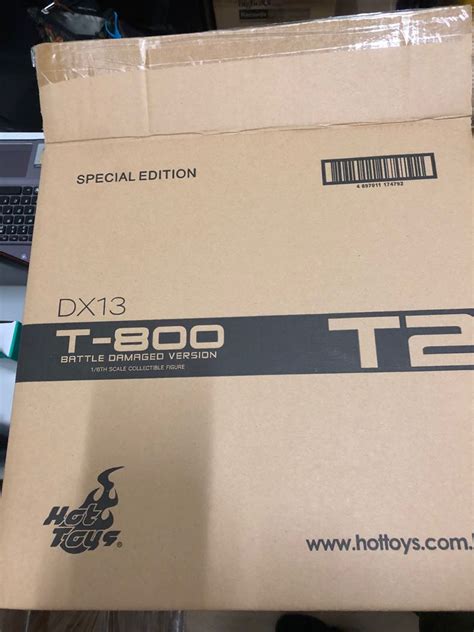 SPECIAL EDITION
4 897011 174792
DX13
T-800
BATTLE DAMAGED VERSION
1/6TH SCALE COLLECTIBLE FIGURE
T2
Hot
Toys®
www.hottoys.com.